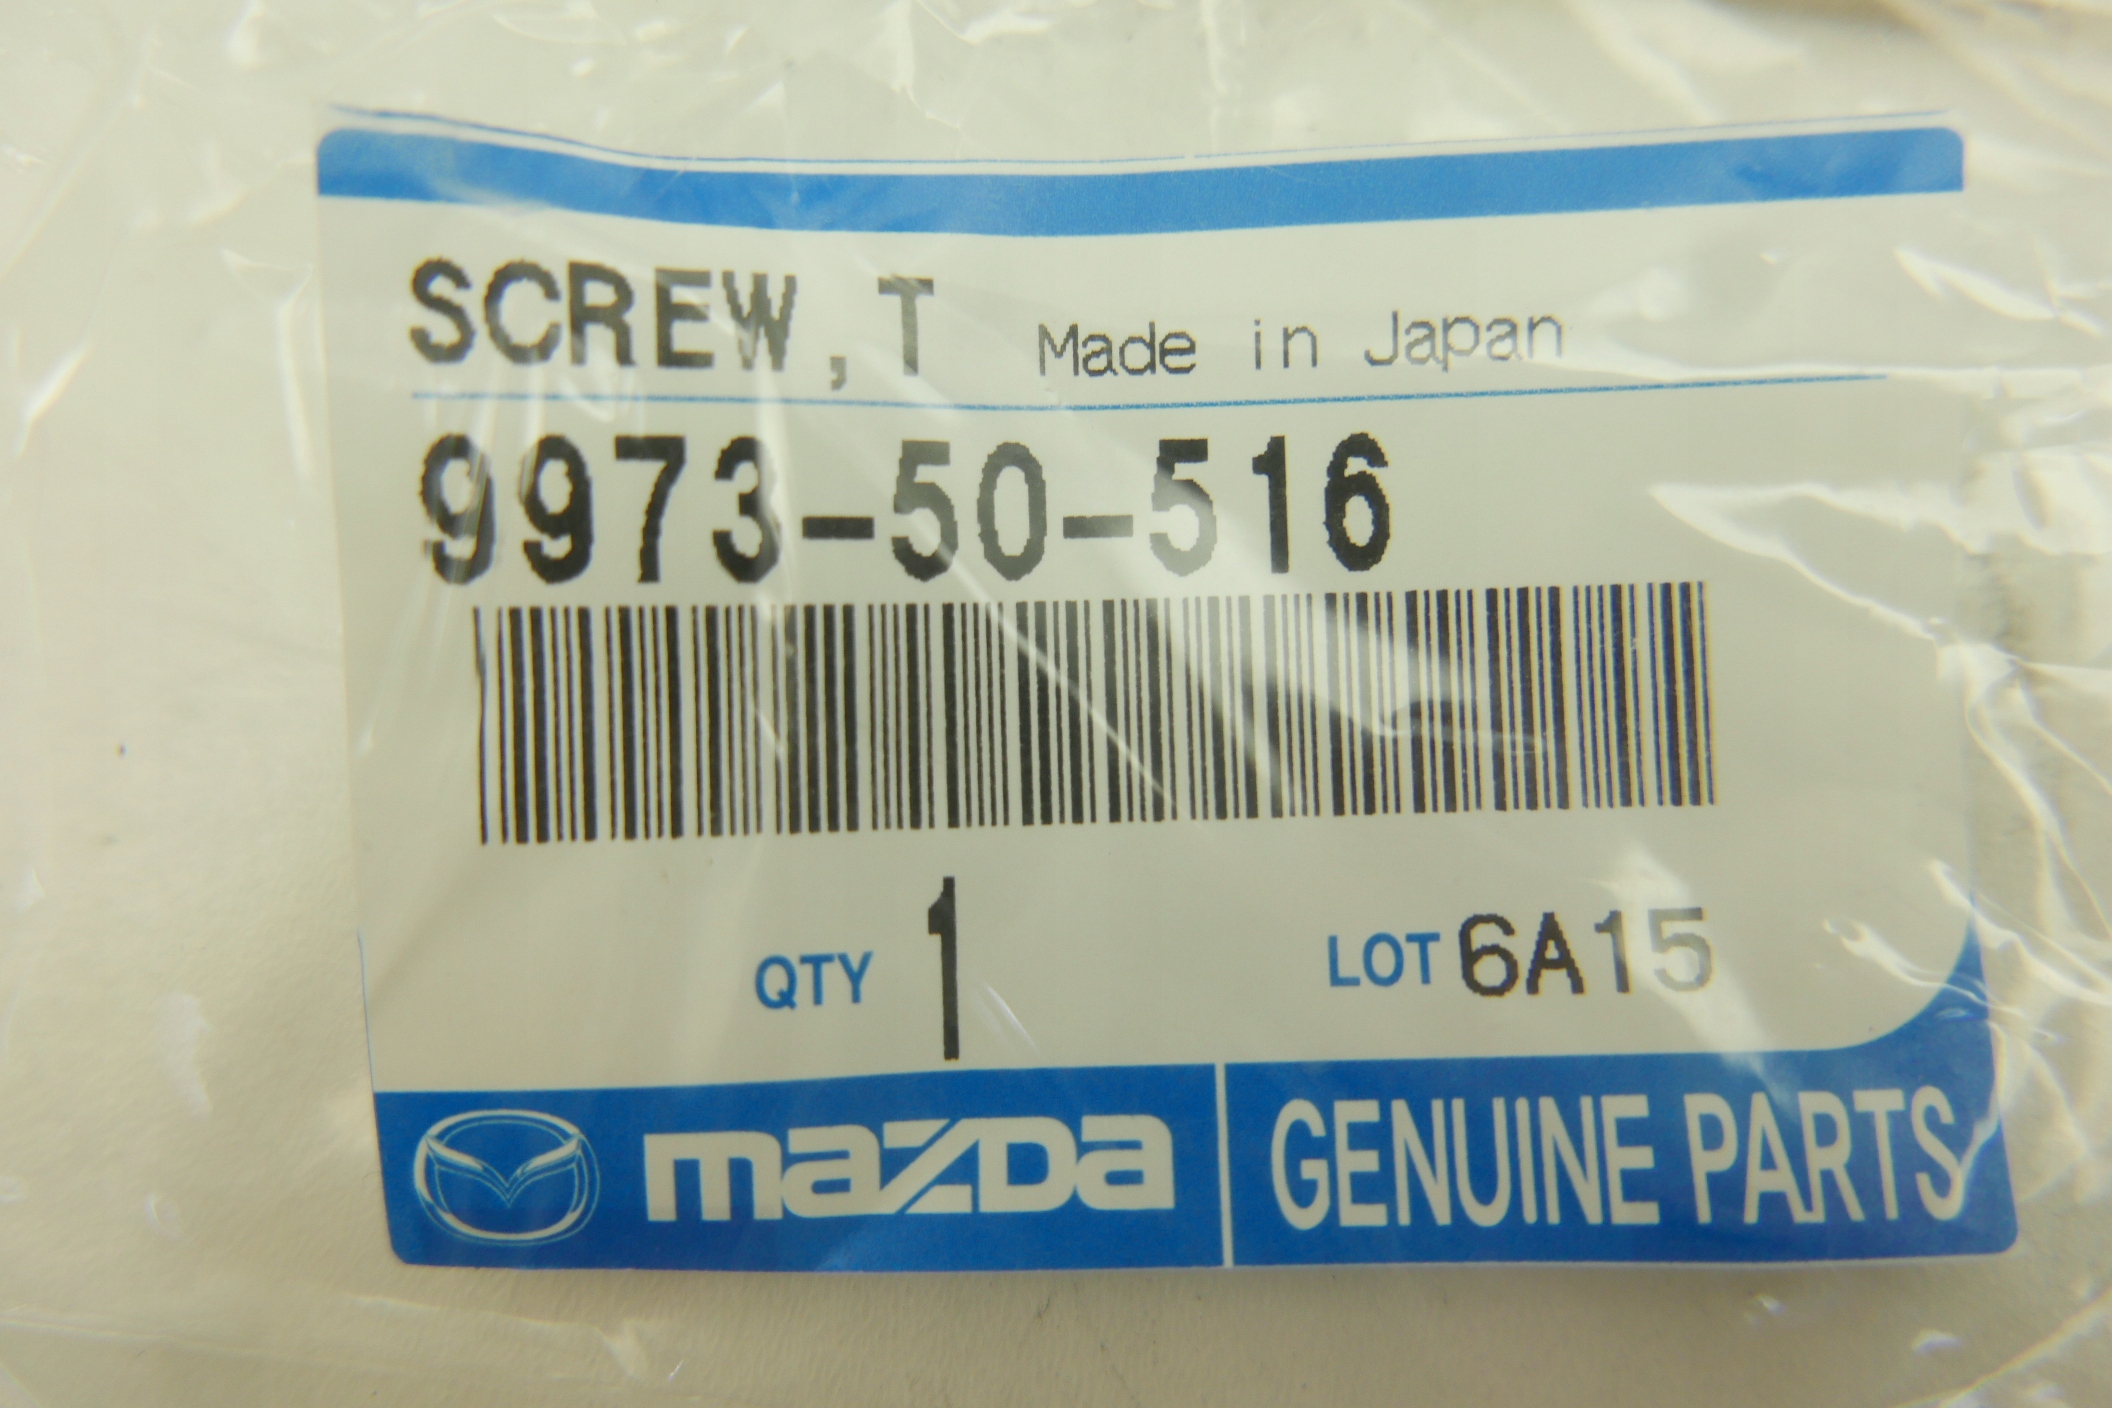 SCREW,T Made in Japan
9973-50-516
QTY 1 LOT 6A15
mazDa GENUINE PARTS